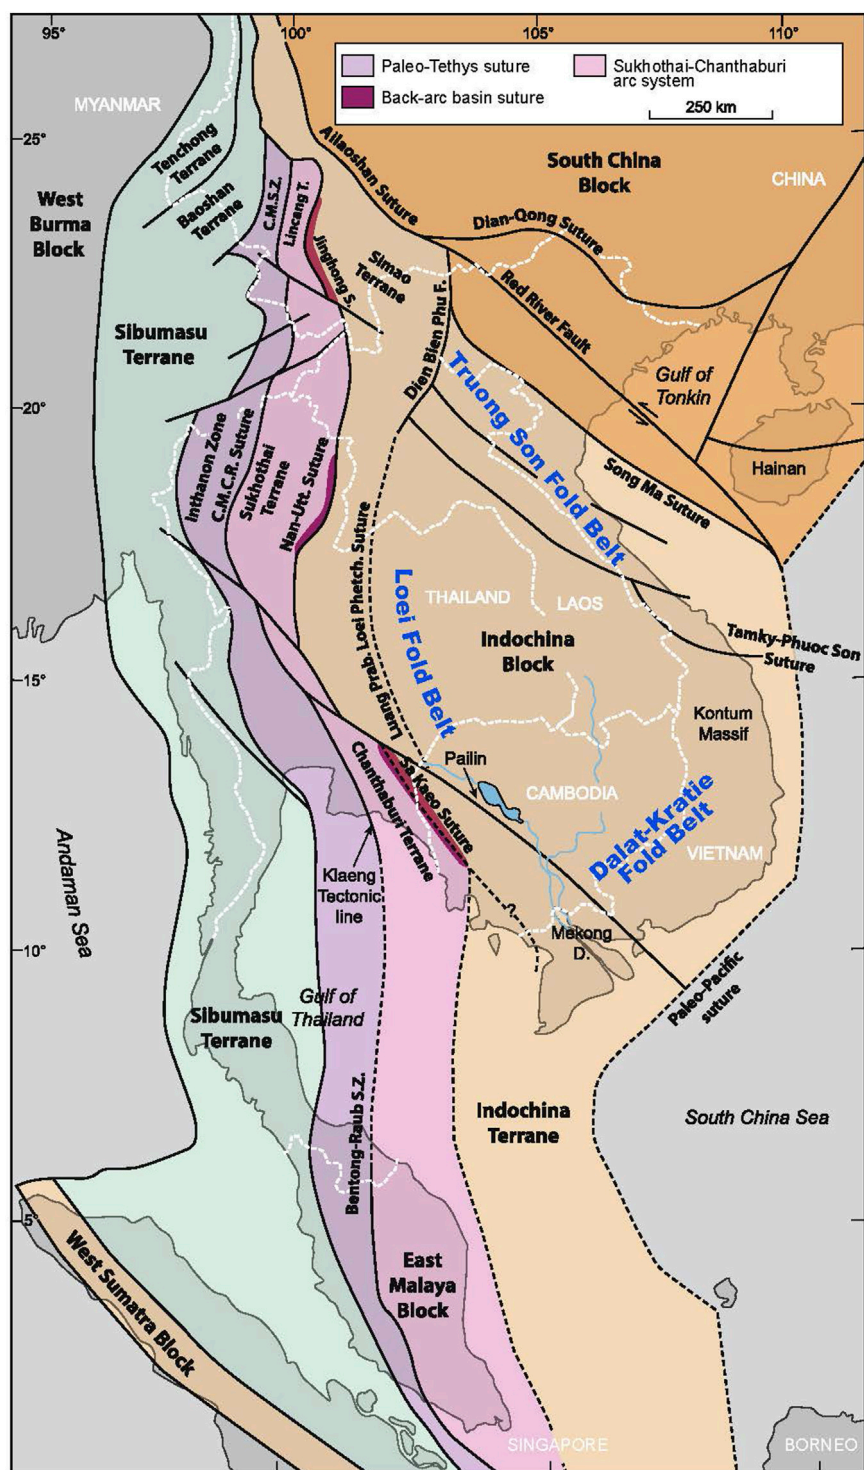 95°
100°
105°
110°
Paleo-Tethys suture
Back-arc basin suture
Sukhothai-Chanthaburi
arc system
250 km
MYANMAR
25°
Tenchong
Terrane
Ailaoshan Suture
South China
Block
CHINA
West
Burma
Block
Baoshan
Terrane
C.M.S.Z.
Lincang T.
Jinghong S.
Simao
Terrane
Dian-Qong Suture
Red River Fault
Dien Bien Phu F.
Sibumasu
Terrane
Gulf of
Tonkin
20°
Truong Son Fold Belt
Hainan
Inthanon Zone
C.M.C.R. Suture
Sukhothai
Terrane
Nan-Utt. Suture
Song Ma Suture
Luang Prab. Loei Phetch. Suture
Loei Fold Belt
THAILAND
LAOS
Indochina
Block
Tamky-Phuoc Son
Suture
15°
Kontum
Massif
Pailin
Chanthaburi Terrane
Sa Kaeo Suture
CAMBODIA
Dalat-Kratie
Fold Belt
VIETNAM
Andaman Sea
Klaeng
Tectonic
line
?
Mekong
D.
10°
Paleo-Pacific
suture
Gulf of
Thailand
Sibumasu
Terrane
Bentong-Raub S.Z.
Indochina
Terrane
South China Sea
5°
West Sumatra Block
East
Malaya
Block
SINGAPORE
BORNEO